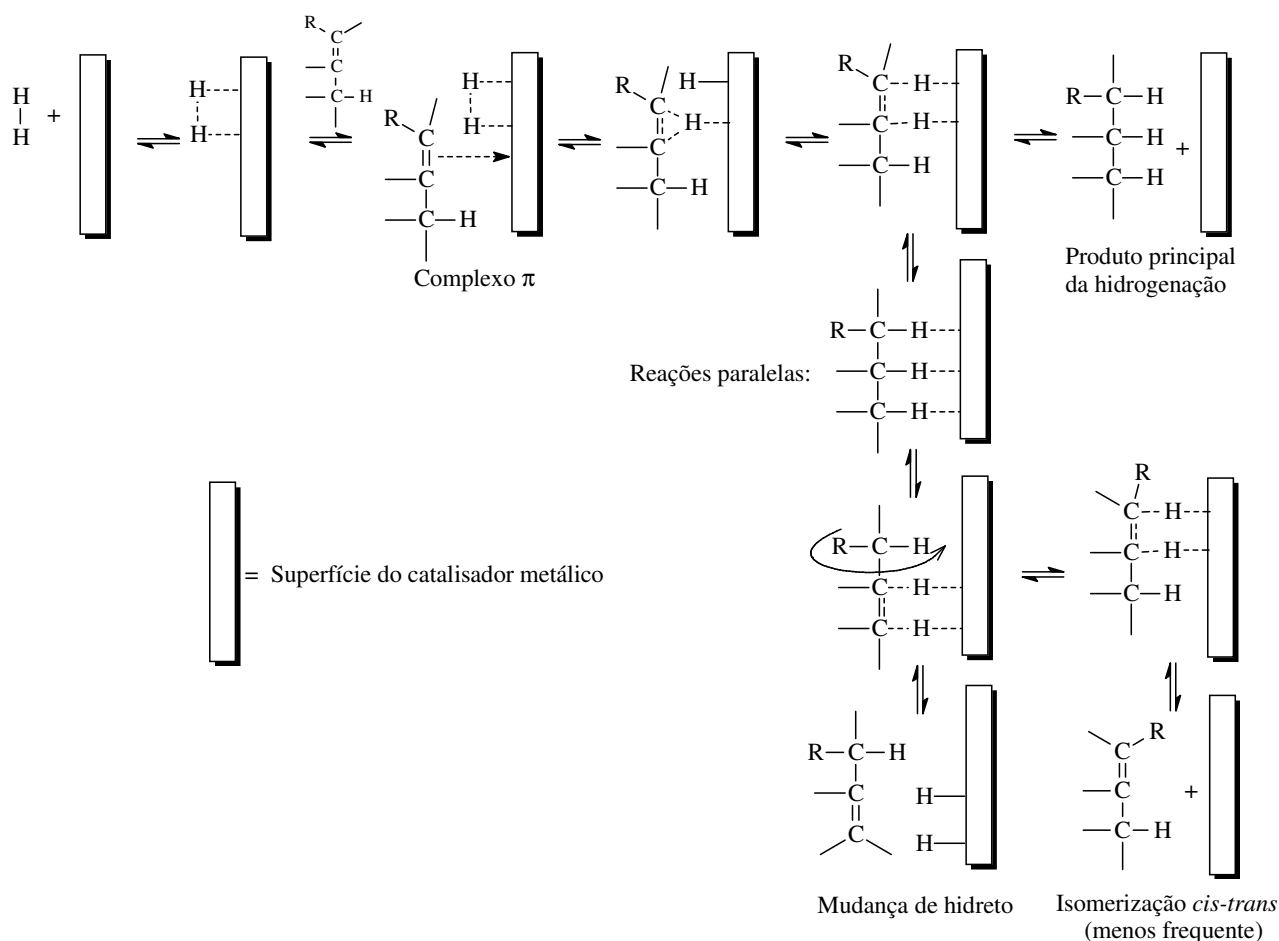 H
H
+
H
H
R
C
C
C H
H
H
R
C
C
C H
Complexo π
H
R
C H
C
C H
R
C H
C H
C H
R C H
C H
C H
+
Produto principal
da hidrogenação
Reações paralelas:
R C H
C H
C H
= Superfície do catalisador metálico
R C H
C H
C H
R
C H
C H
C H
R C H
C
C
H
H
Mudança de hidreto
R
C
C
C H
+
Isomerização cis-trans
(menos frequente)